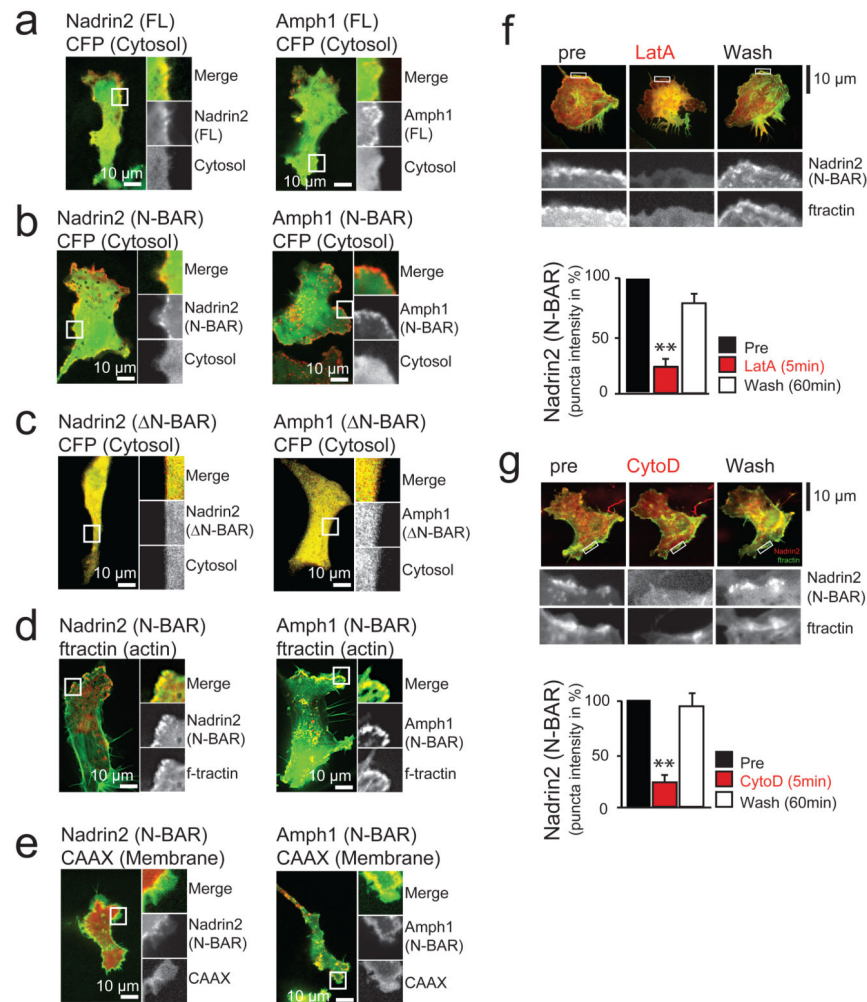 a
Nadrin2 (FL)
CFP (Cytosol)
Merge
Nadrin2
(FL)
Cytosol
10 µm
Amph1 (FL)
CFP (Cytosol)
Merge
Amph1
(FL)
Cytosol
10 µm
b
Nadrin2 (N-BAR)
CFP (Cytosol)
Merge
Nadrin2
(N-BAR)
Cytosol
10 µm
Amph1 (N-BAR)
CFP (Cytosol)
Merge
Amph1
(N-BAR)
Cytosol
10 µm
c
Nadrin2 (ΔN-BAR)
CFP (Cytosol)
Merge
Nadrin2
(ΔN-BAR)
Cytosol
10 µm
Amph1 (ΔN-BAR)
CFP (Cytosol)
Merge
Amph1
(ΔN-BAR)
Cytosol
10 µm
d
Nadrin2 (N-BAR)
ftractin (actin)
Merge
Nadrin2
(N-BAR)
f-tractin
10 µm
Amph1 (N-BAR)
ftractin (actin)
Merge
Amph1
(N-BAR)
f-tractin
10 µm
e
Nadrin2 (N-BAR)
CAAX (Membrane)
Merge
Nadrin2
(N-BAR)
CAAX
10 µm
Amph1 (N-BAR)
CAAX (Membrane)
Merge
Amph1
(N-BAR)
CAAX
10 µm
f
pre LatA Wash
10 µm
Nadrin2
(N-BAR)
ftractin
Nadrin2 (N-BAR)
(puncta intensity in %)
100
50
0
**
Pre
LatA (5min)
Wash (60min)
g
pre CytoD Wash
10 µm
Nadrin2
ftractin
Nadrin2
(N-BAR)
ftractin
Nadrin2 (N-BAR)
(puncta intensity in %)
100
50
0
**
Pre
CytoD (5min)
Wash (60min)